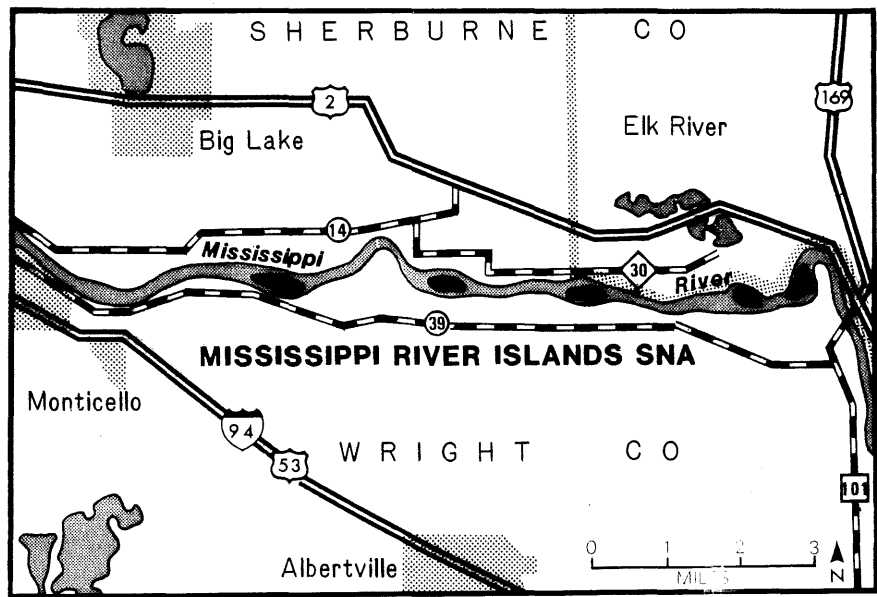 SHERBURNE CO
2
169
Big Lake
Elk River
14
Mississippi
30
River
39
MISSISSIPPI RIVER ISLANDS SNA
Monticello
94
WRIGHT CO
53
101
Albertville
0 1 2 3
MILES
N